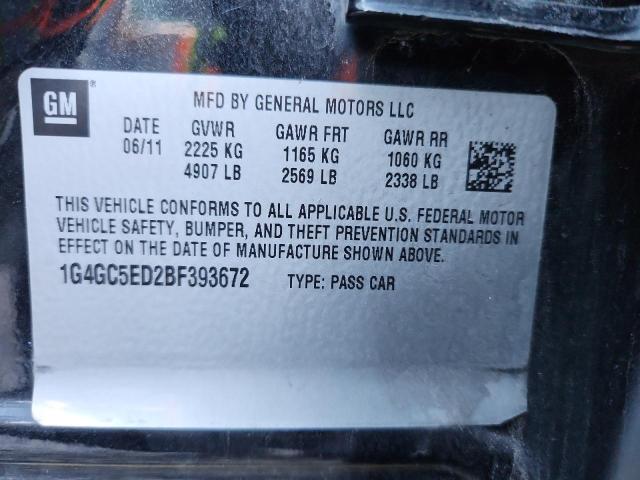 GM ®
MFD BY GENERAL MOTORS LLC
DATE GVWR GAWR FRT GAWR RR
06/11 2225 KG 1165 KG 1060 KG
4907 LB 2569 LB 2338 LB
THIS VEHICLE CONFORMS TO ALL APPLICABLE U.S. FEDERAL MOTOR
VEHICLE SAFETY, BUMPER, AND THEFT PREVENTION STANDARDS IN
EFFECT ON THE DATE OF MANUFACTURE SHOWN ABOVE.
1G4GC5ED2BF393672 TYPE: PASS CAR